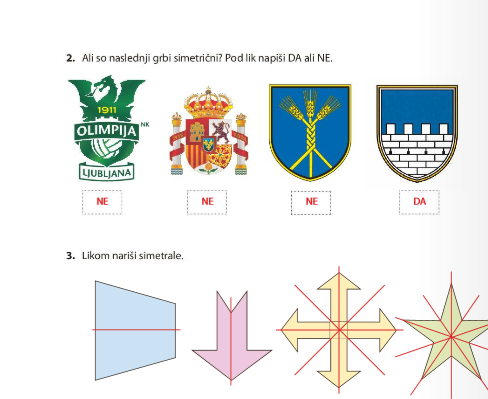 2. Ali so naslednji grbi simetrični? Pod lik napiši DA ali NE.
1911
OLIMPIJA NK
LJUBLJANA
NE
NE
NE
DA
3. Likom nariši simetrale.